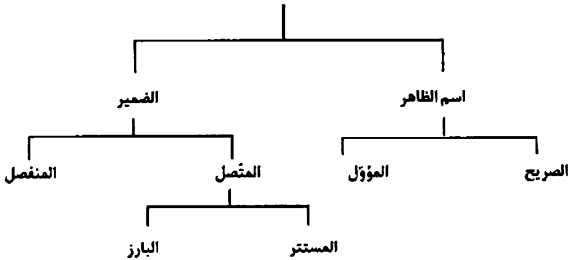 اسم الظاهر الضمير
الصريح المؤوّل المتّصل المنفصل
المستتر البارز